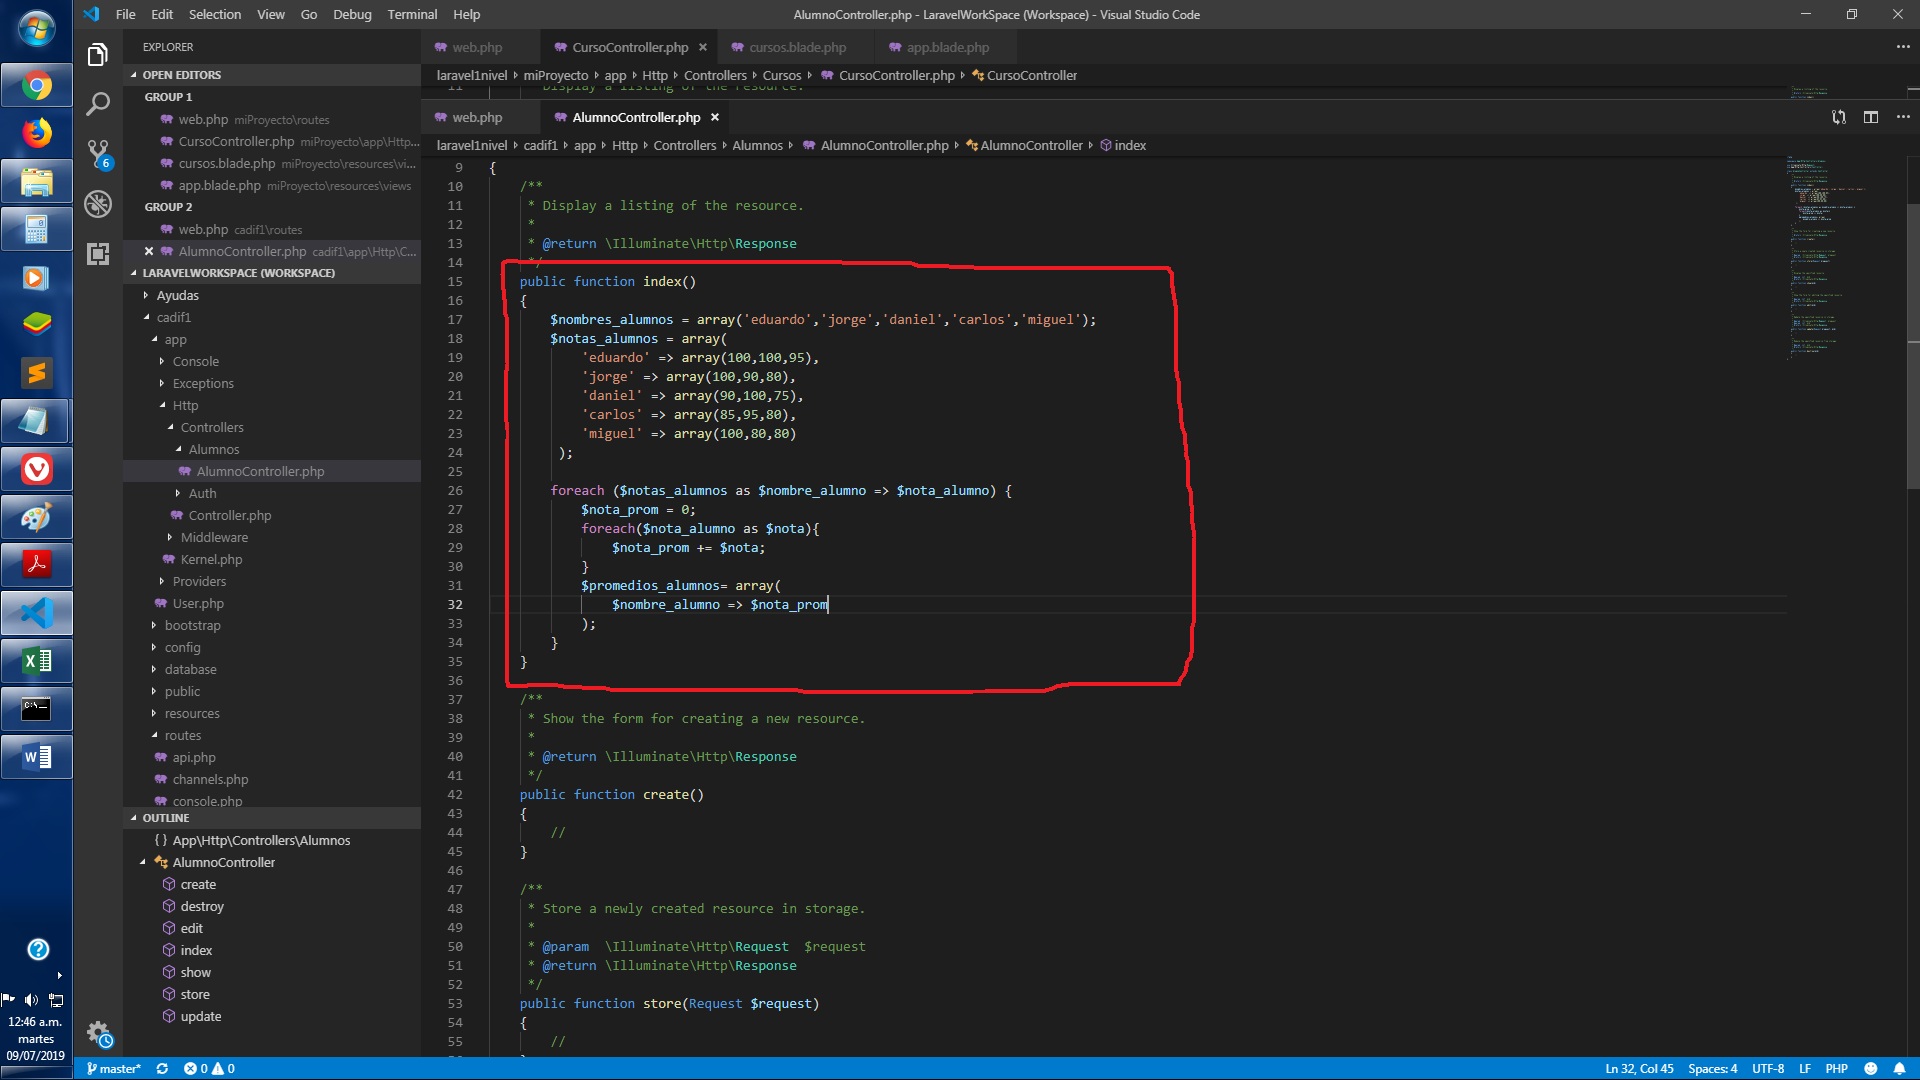 File Edit Selection View Go Debug Terminal Help
AlumnoController.php - LaravelWorkSpace (Workspace) - Visual Studio Code
EXPLORER
OPEN EDITORS
GROUP 1
web.php miProyecto\routes
CursoController.php miProyecto\app\Http...
cursos.blade.php miProyecto\resources\vi...
app.blade.php miProyecto\resources\views
GROUP 2
web.php cadif1\routes
AlumnoController.php cadif1\app\Http\C...
LARAVELWORKSPACE (WORKSPACE)
Ayudas
cadif1
app
Console
Exceptions
Http
Controllers
Alumnos
AlumnoController.php
Auth
Controller.php
Middleware
Kernel.php
Providers
User.php
bootstrap
config
database
public
resources
routes
api.php
channels.php
console.php
OUTLINE
{ } App\Http\Controllers\Alumnos
AlumnoController
create
destroy
edit
index
show
store
update
6
web.php CursoController.php cursos.blade.php app.blade.php
laravel1nivel miProyecto app Http Controllers Cursos CursoController.php CursoController
11 Display a listing of the resource.
web.php AlumnoController.php
laravel1nivel cadif1 app Http Controllers Alumnos AlumnoController.php AlumnoController index
9 {
10 /**
11 * Display a listing of the resource.
12 *
13 * @return \Illuminate\Http\Response
14 */
15 public function index()
16 {
17 $nombres_alumnos = array('eduardo','jorge','daniel','carlos','miguel');
18 $notas_alumnos = array(
19 'eduardo' => array(100,100,95),
20 'jorge' => array(100,90,80),
21 'daniel' => array(90,100,75),
22 'carlos' => array(85,95,80),
23 'miguel' => array(100,80,80)
24 );
25
26 foreach ($notas_alumnos as $nombre_alumno => $nota_alumno) {
27 $nota_prom = 0;
28 foreach($nota_alumno as $nota){
29 $nota_prom += $nota;
30 }
31 $promedios_alumnos= array(
32 $nombre_alumno => $nota_prom
33 );
34 }
35 }
36
37 /**
38 * Show the form for creating a new resource.
39 *
40 * @return \Illuminate\Http\Response
41 */
42 public function create()
43 {
44 //
45 }
46
47 /**
48 * Store a newly created resource in storage.
49 *
50 * @param \Illuminate\Http\Request $request
51 * @return \Illuminate\Http\Response
52 */
53 public function store(Request $request)
54 {
55 //
12:46 a.m.
martes
09/07/2019
master* 0 0
Ln 32, Col 45 Spaces: 4 UTF-8 LF PHP